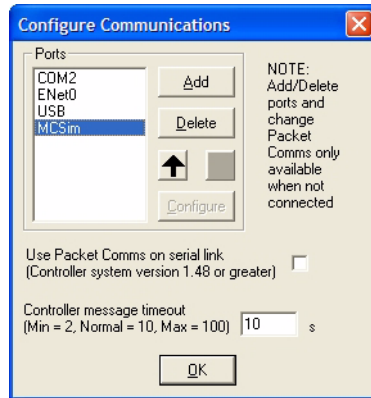 Configure Communications
Ports
COM2
ENet0
USB
MCSim
Add
Delete
Configure
NOTE:
Add/Delete
ports and
change
Packet
Comms only
available
when not
connected
Use Packet Comms on serial link
(Controller system version 1.48 or greater)
Controller message timeout
(Min = 2, Normal = 10, Max = 100) 10 s
OK